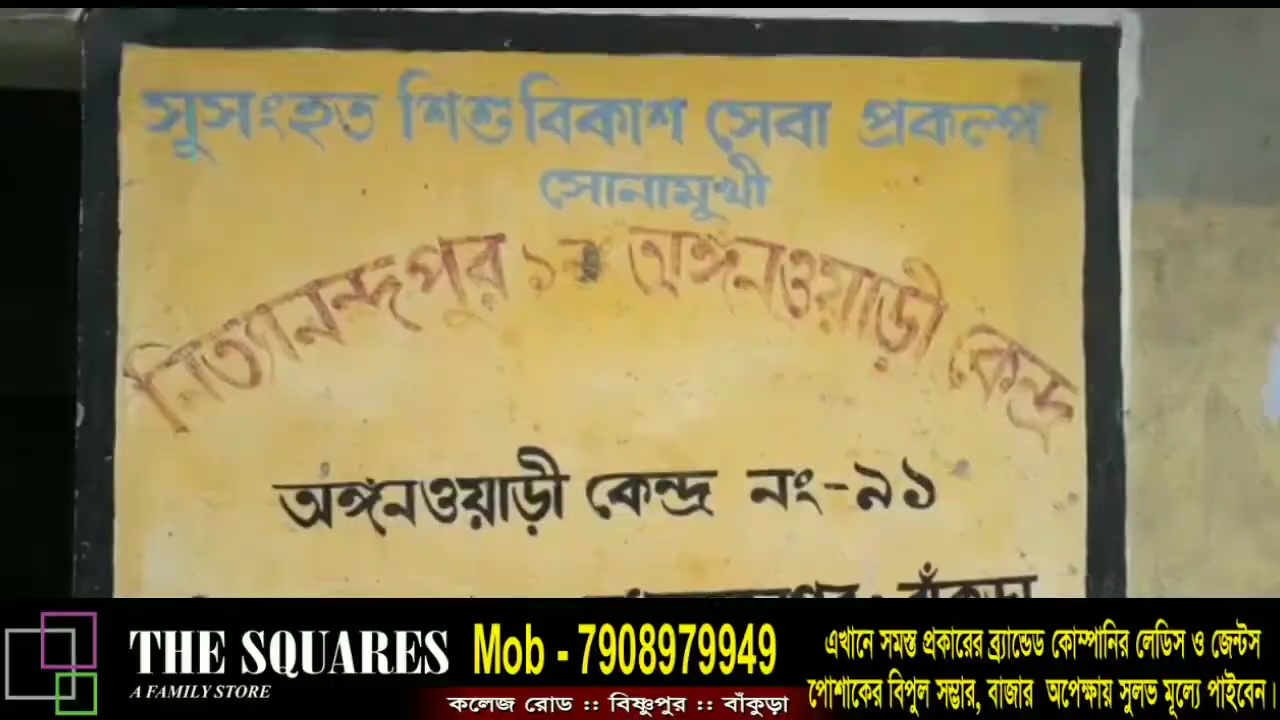 সুসংহত শিশু বিকাশ সেবা প্রকল্প
সোনামুখী
নিত্যানন্দপুর ১ অঙ্গনওয়াড়ী কেন্দ্র
অঙ্গনওয়াড়ী কেন্দ্র নং-৯১
বাঁকুড়া
THE SQUARES
A FAMILY STORE
Mob - 7908979949
কলেজ রোড :: বিষ্ণুপুর :: বাঁকুড়া
এখানে সমস্ত প্রকারের ব্র্যান্ডেড কোম্পানির লেডিস ও জেন্টস
পোশাকের বিপুল সম্ভার, বাজার অপেক্ষায় সুলভ মূল্যে পাইবেন।